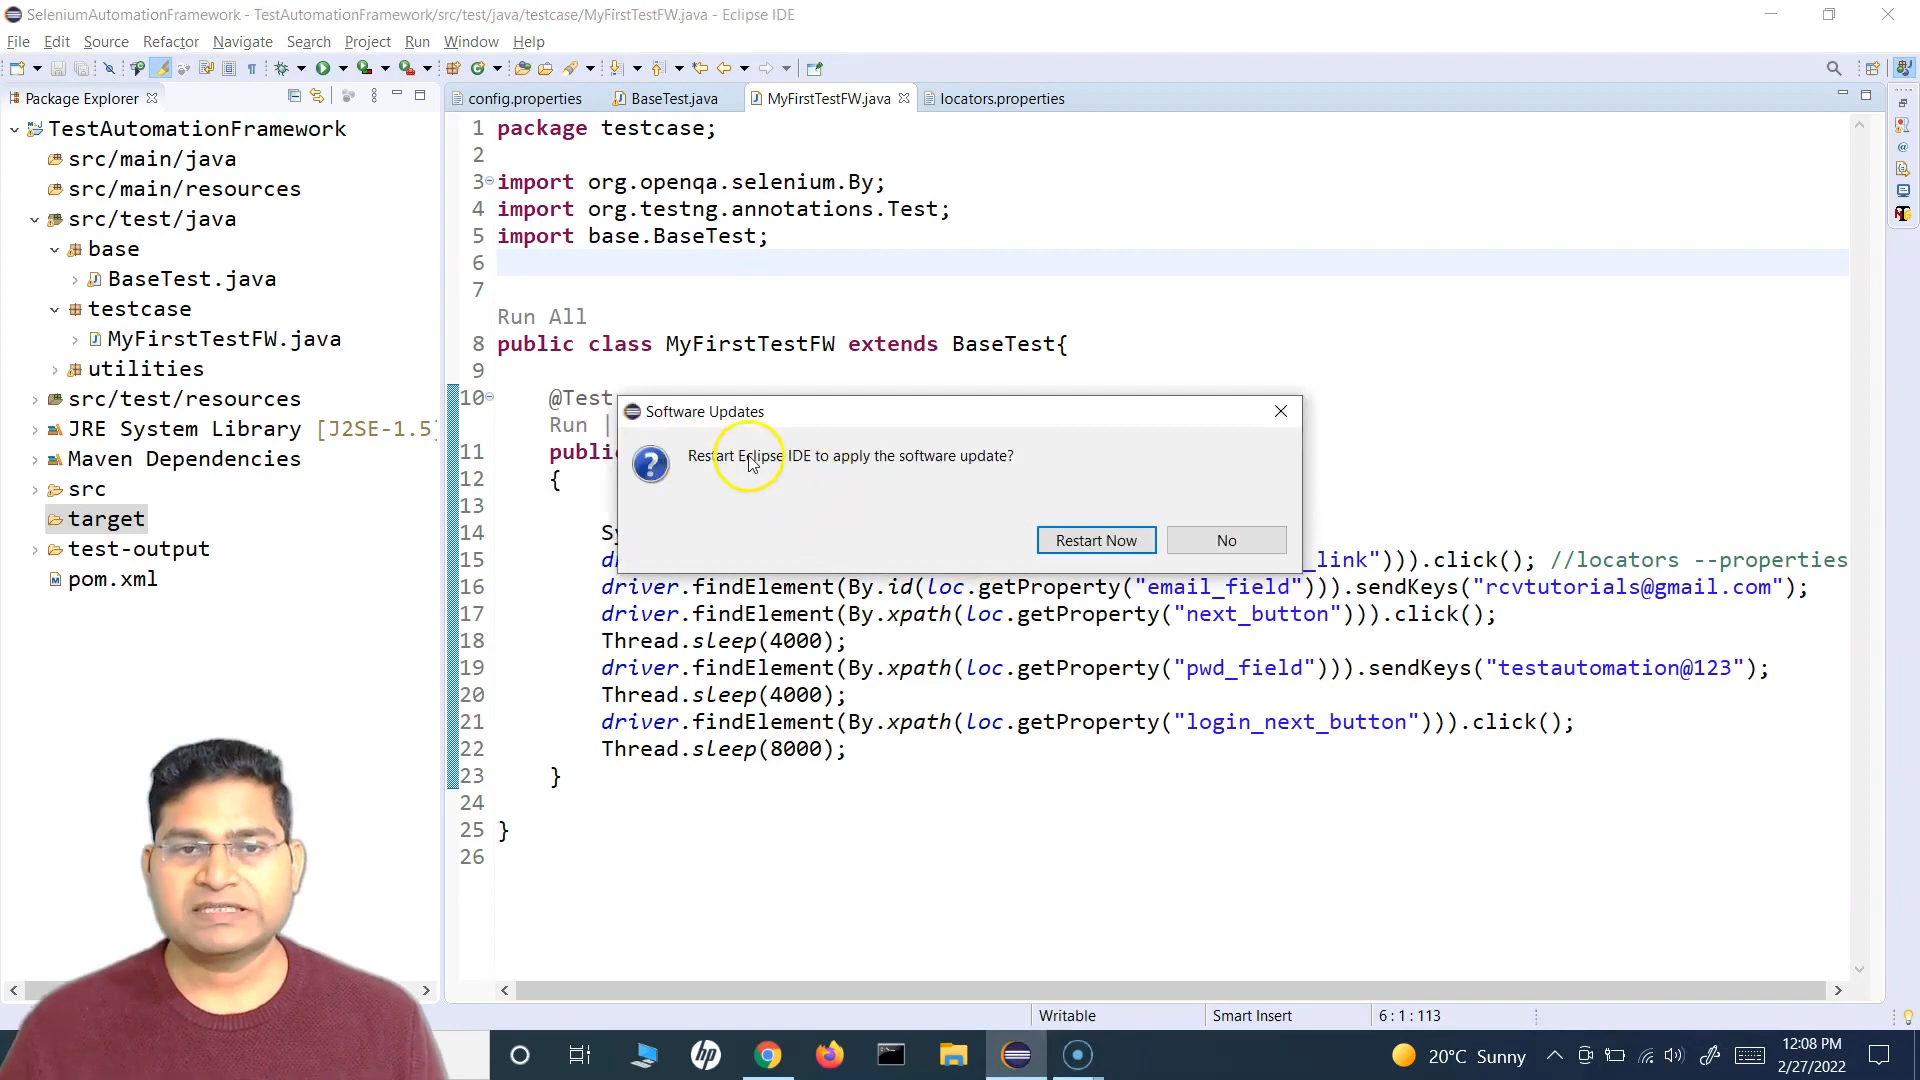 SeleniumAutomationFramework - TestAutomationFramework/src/test/java/testcase/MyFirstTestFW.java - Eclipse IDE
File Edit Source Refactor Navigate Search Project Run Window Help
Package Explorer
config.properties BaseTest.java MyFirstTestFW.java locators.properties
TestAutomationFramework
src/main/java
src/main/resources
src/test/java
base
BaseTest.java
testcase
MyFirstTestFW.java
utilities
src/test/resources
JRE System Library [J2SE-1.5]
Maven Dependencies
src
target
test-output
pom.xml
1 package testcase;
2
3 import org.openqa.selenium.By;
4 import org.testng.annotations.Test;
5 import base.BaseTest;
6
7
Run All
8 public class MyFirstTestFW extends BaseTest{
9
10 @Test
Run |
11 public
12 {
13
14 Sy
15 dr _link"))).click(); //locators --properties
16 driver.findElement(By.id(loc.getProperty("email_field"))).sendKeys("rcvtutorials@gmail.com");
17 driver.findElement(By.xpath(loc.getProperty("next_button"))).click();
18 Thread.sleep(4000);
19 driver.findElement(By.xpath(loc.getProperty("pwd_field"))).sendKeys("testautomation@123");
20 Thread.sleep(4000);
21 driver.findElement(By.xpath(loc.getProperty("login_next_button"))).click();
22 Thread.sleep(8000);
23 }
24
25 }
26
Software Updates
Restart Eclipse IDE to apply the software update?
Restart Now No
Writable Smart Insert 6 : 1 : 113
hp
20°C Sunny
12:08 PM
2/27/2022